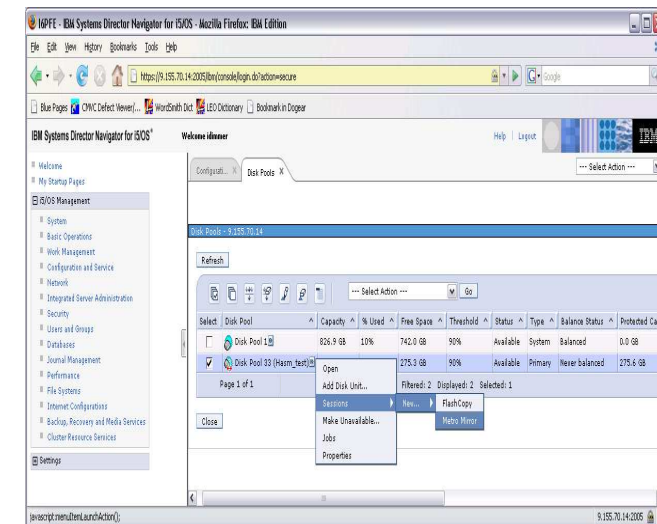 I6PFE - IBM Systems Director Navigator for i5/OS - Mozilla Firefox: IBM Edition
File Edit View History Bookmarks Tools Help
https://9.155.70.14:2005/ibm/console/login.do?action=secure
Google
Blue Pages CMVC Defect Viewer/... WordSmith Dict LEO Dictionary Bookmark in Dogear
IBM Systems Director Navigator for i5/OS Welcome idimmer Help | Logout IBM
Welcome
My Startup Pages
i5/OS Management
System
Basic Operations
Work Management
Configuration and Service
Network
Integrated Server Administration
Security
Users and Groups
Databases
Journal Management
Performance
File Systems
Internet Configurations
Backup, Recovery and Media Services
Cluster Resource Services
Settings
Configurati... X Disk Pools X --- Select Action ---
Disk Pools - 9.155.70.14
Refresh
--- Select Action --- Go
Select Disk Pool Capacity % Used Free Space Threshold Status Type Balance Status Protected Ca
Disk Pool 1 826.9 GB 10% 742.0 GB 90% Available System Balanced 0.0 GB
Disk Pool 33 (Hasm_test) 275.3 GB 90% Available Primary Never balanced 275.6 GB
Page 1 of 1 Filtered: 2 Displayed: 2 Selected: 1
Open
Add Disk Unit...
Sessions
Make Unavailable...
Jobs
Properties
New...
FlashCopy
Metro Mirror
Close
javascript:menuItemLaunchAction(); 9.155.70.14:2005